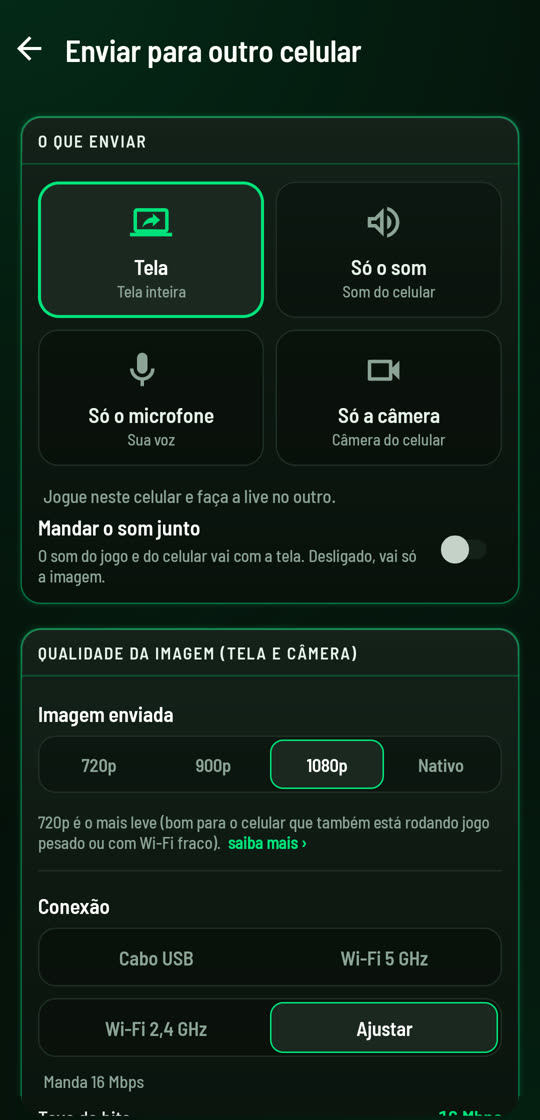 Enviar para outro celular
O QUE ENVIAR
Tela
Tela inteira
Só o som
Som do celular
Só o microfone
Sua voz
Só a câmera
Câmera do celular
Jogue neste celular e faça a live no outro.
Mandar o som junto
O som do jogo e do celular vai com a tela. Desligado, vai só
a imagem.
QUALIDADE DA IMAGEM (TELA E CÂMERA)
Imagem enviada
720p 900p 1080p Nativo
720p é o mais leve (bom para o celular que também está rodando jogo
pesado ou com Wi-Fi fraco). saiba mais ›
Conexão
Cabo USB Wi-Fi 5 GHz
Wi-Fi 2,4 GHz Ajustar
Manda 16 Mbps